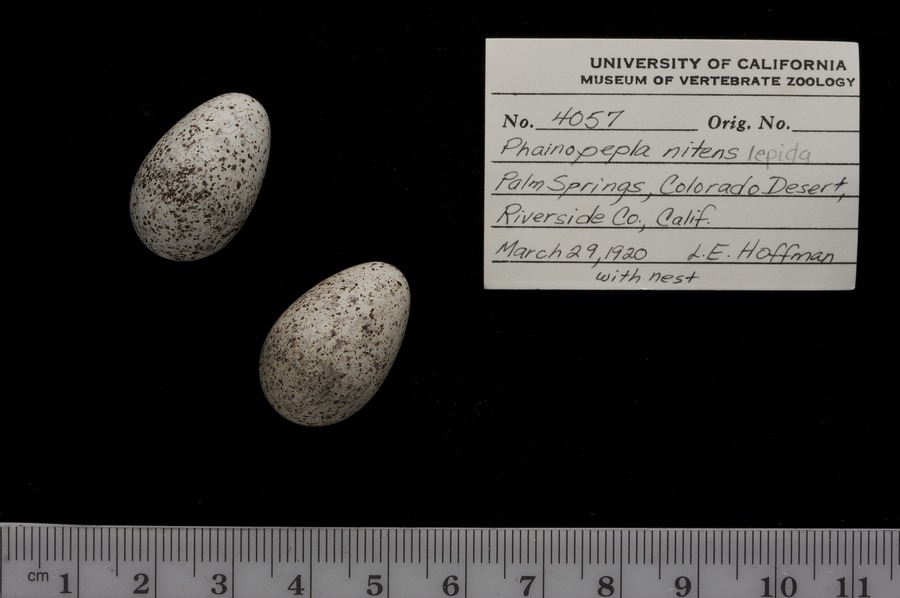 UNIVERSITY OF CALIFORNIA
MUSEUM OF VERTEBRATE ZOOLOGY
No. 4057 Orig. No.
Phainopepla nitens lepida
Palm Springs, Colorado Desert,
Riverside Co., Calif.
March 29, 1920 L.E. Hoffman
with nest
cm 1 2 3 4 5 6 7 8 9 10 11